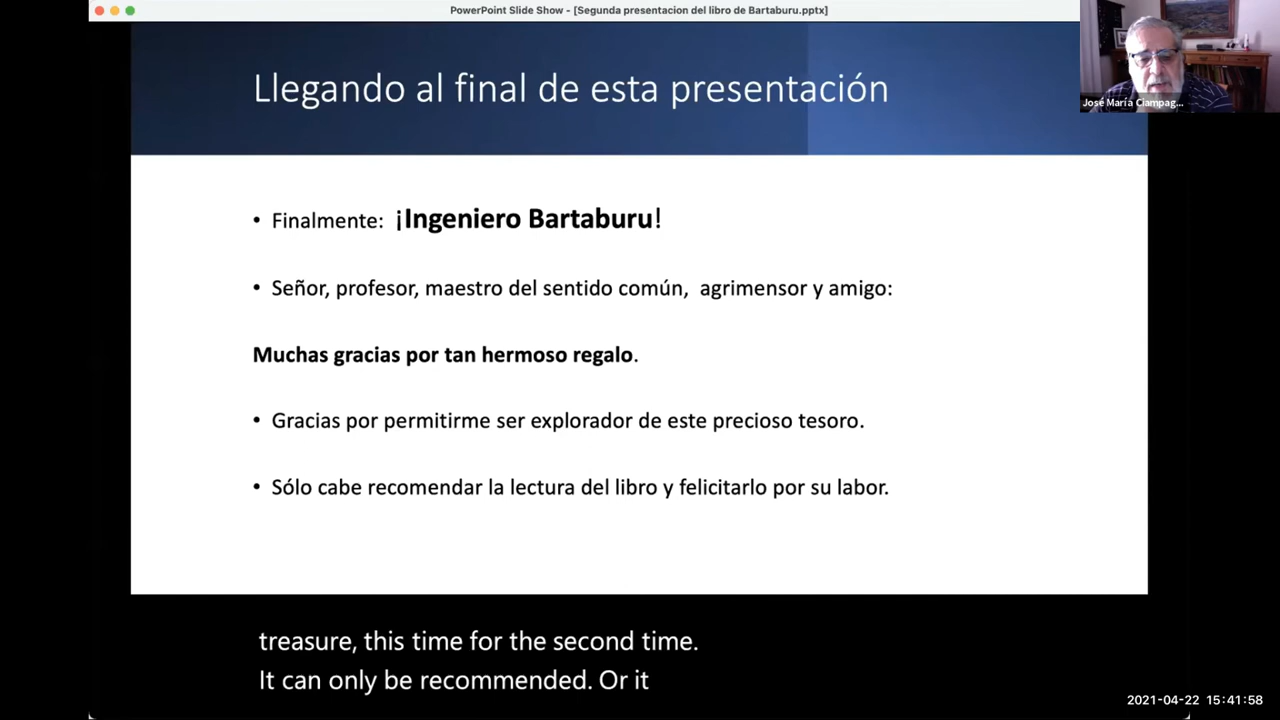 PowerPoint Slide Show - [Segunda presentacion del libro de Bartaburu.pptx]
Llegando al final de esta presentación
José María Ciampag...
• Finalmente: ¡Ingeniero Bartaburu!
• Señor, profesor, maestro del sentido común, agrimensor y amigo:
Muchas gracias por tan hermoso regalo.
• Gracias por permitirme ser explorador de este precioso tesoro.
• Sólo cabe recomendar la lectura del libro y felicitarlo por su labor.
treasure, this time for the second time.
It can only be recommended. Or it
2021-04-22 15:41:58